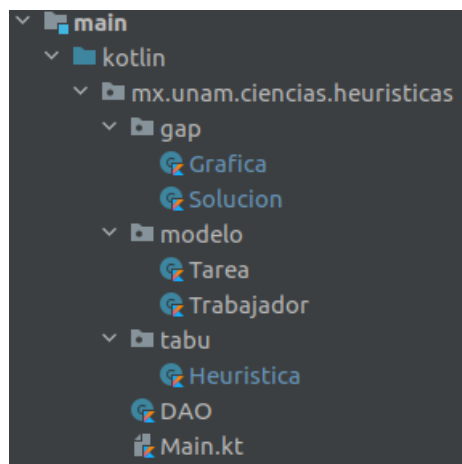 main
kotlin
mx.unam.ciencias.heuristicas
gap
Grafica
Solucion
modelo
Tarea
Trabajador
tabu
Heuristica
DAO
Main.kt